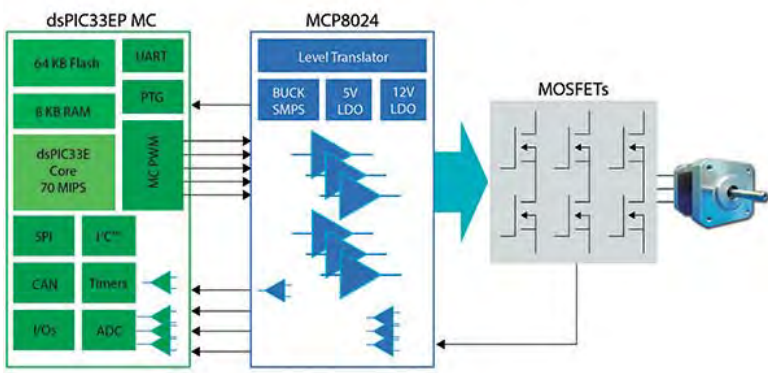 dsPIC33EP MC
64 KB Flash
UART
8 KB RAM
PTG
dsPIC33E
Core
70 MIPS
MC PWM
SPI
I²C™
CAN
Timers
I/Os
ADC
MCP8024
Level Translator
BUCK
SMPS
5V
LDO
12V
LDO
MOSFETs